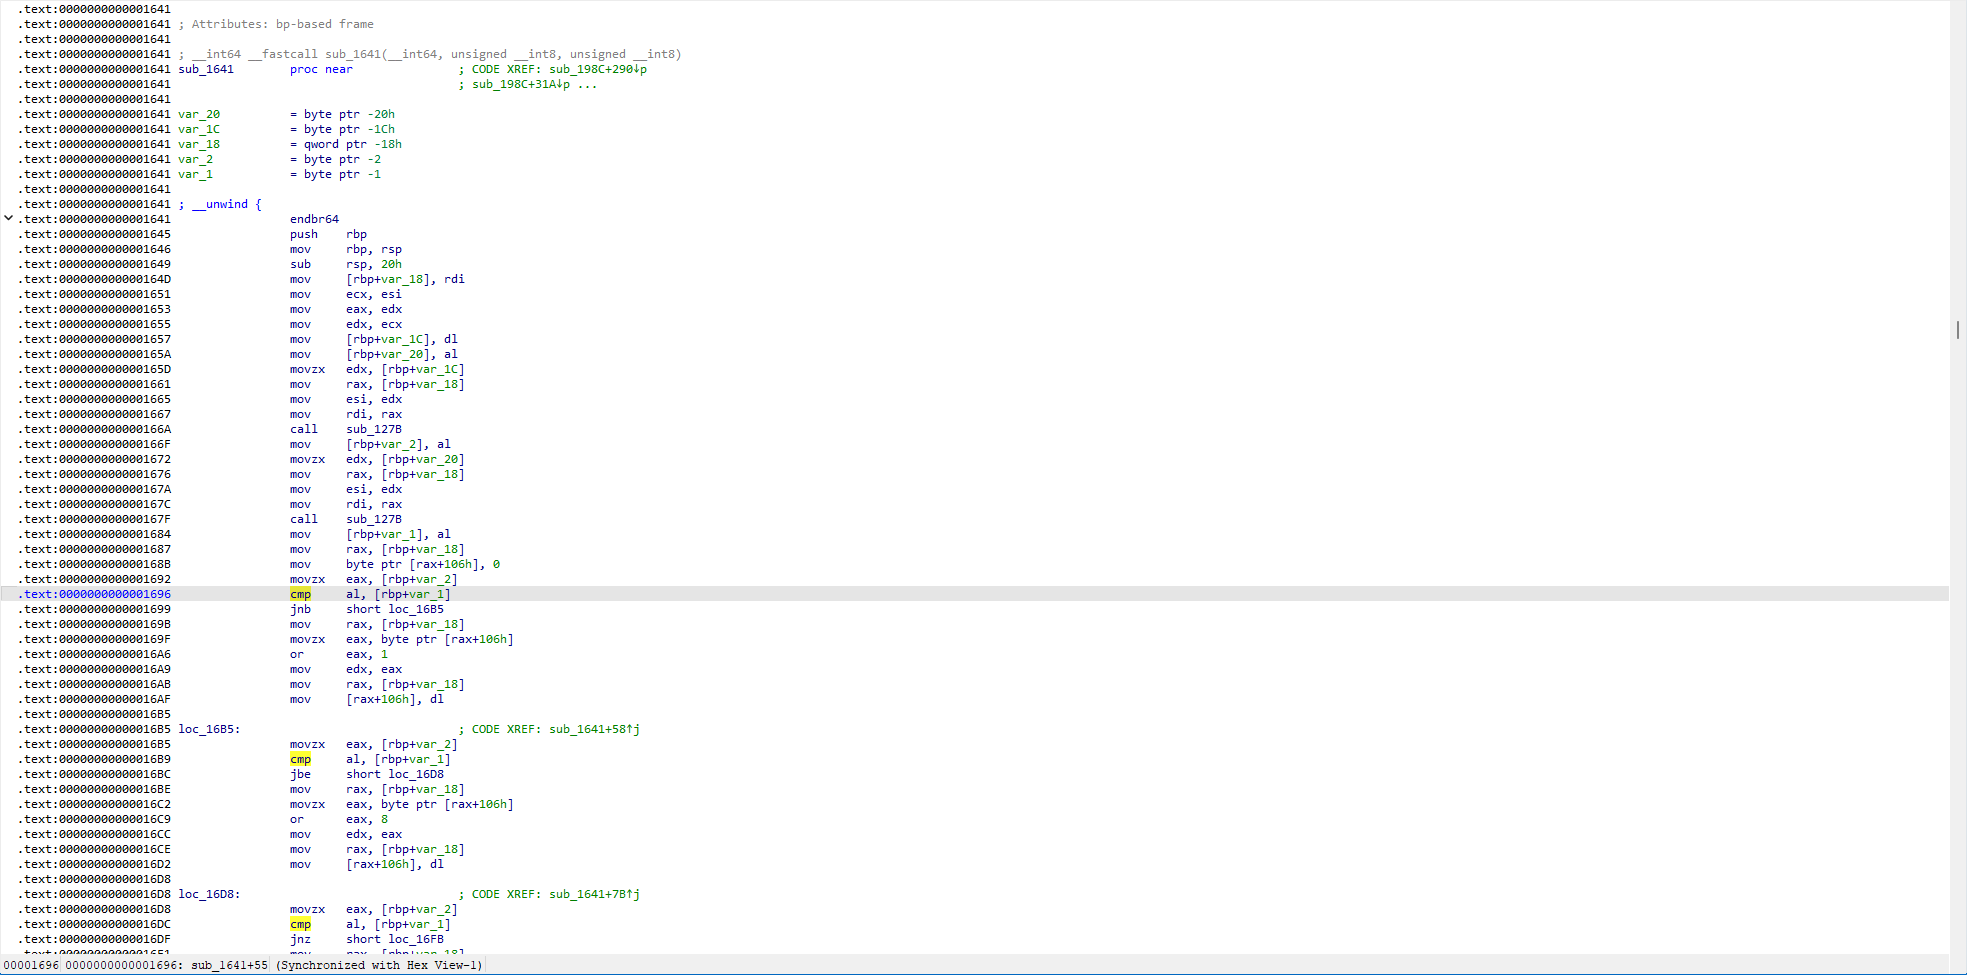 .text:0000000000001641
.text:0000000000001641 ; Attributes: bp-based frame
.text:0000000000001641
.text:0000000000001641 ; __int64 __fastcall sub_1641(__int64, unsigned __int8, unsigned __int8)
.text:0000000000001641 sub_1641 proc near ; CODE XREF: sub_198C+290↓p
.text:0000000000001641 ; sub_198C+31A↓p ...
.text:0000000000001641
.text:0000000000001641 var_20 = byte ptr -20h
.text:0000000000001641 var_1C = byte ptr -1Ch
.text:0000000000001641 var_18 = qword ptr -18h
.text:0000000000001641 var_2 = byte ptr -2
.text:0000000000001641 var_1 = byte ptr -1
.text:0000000000001641
.text:0000000000001641 ; __unwind {
.text:0000000000001641 endbr64
.text:0000000000001645 push rbp
.text:0000000000001646 mov rbp, rsp
.text:0000000000001649 sub rsp, 20h
.text:000000000000164D mov [rbp+var_18], rdi
.text:0000000000001651 mov ecx, esi
.text:0000000000001653 mov eax, edx
.text:0000000000001655 mov edx, ecx
.text:0000000000001657 mov [rbp+var_1C], dl
.text:000000000000165A mov [rbp+var_20], al
.text:000000000000165D movzx edx, [rbp+var_1C]
.text:0000000000001661 mov rax, [rbp+var_18]
.text:0000000000001665 mov esi, edx
.text:0000000000001667 mov rdi, rax
.text:000000000000166A call sub_127B
.text:000000000000166F mov [rbp+var_2], al
.text:0000000000001672 movzx edx, [rbp+var_20]
.text:0000000000001676 mov rax, [rbp+var_18]
.text:000000000000167A mov esi, edx
.text:000000000000167C mov rdi, rax
.text:000000000000167F call sub_127B
.text:0000000000001684 mov [rbp+var_1], al
.text:0000000000001687 mov rax, [rbp+var_18]
.text:000000000000168B mov byte ptr [rax+106h], 0
.text:0000000000001692 movzx eax, [rbp+var_2]
.text:0000000000001696 cmp al, [rbp+var_1]
.text:0000000000001699 jnb short loc_16B5
.text:000000000000169B mov rax, [rbp+var_18]
.text:000000000000169F movzx eax, byte ptr [rax+106h]
.text:00000000000016A6 or eax, 1
.text:00000000000016A9 mov edx, eax
.text:00000000000016AB mov rax, [rbp+var_18]
.text:00000000000016AF mov [rax+106h], dl
.text:00000000000016B5
.text:00000000000016B5 loc_16B5: ; CODE XREF: sub_1641+58↑j
.text:00000000000016B5 movzx eax, [rbp+var_2]
.text:00000000000016B9 cmp al, [rbp+var_1]
.text:00000000000016BC jbe short loc_16D8
.text:00000000000016BE mov rax, [rbp+var_18]
.text:00000000000016C2 movzx eax, byte ptr [rax+106h]
.text:00000000000016C9 or eax, 8
.text:00000000000016CC mov edx, eax
.text:00000000000016CE mov rax, [rbp+var_18]
.text:00000000000016D2 mov [rax+106h], dl
.text:00000000000016D8
.text:00000000000016D8 loc_16D8: ; CODE XREF: sub_1641+7B↑j
.text:00000000000016D8 movzx eax, [rbp+var_2]
.text:00000000000016DC cmp al, [rbp+var_1]
.text:00000000000016DF jnz short loc_16FB
.text:00000000000016E1 mov rax, [rbp+var_18]
00001696 0000000000001696: sub_1641+55 (Synchronized with Hex View-1)